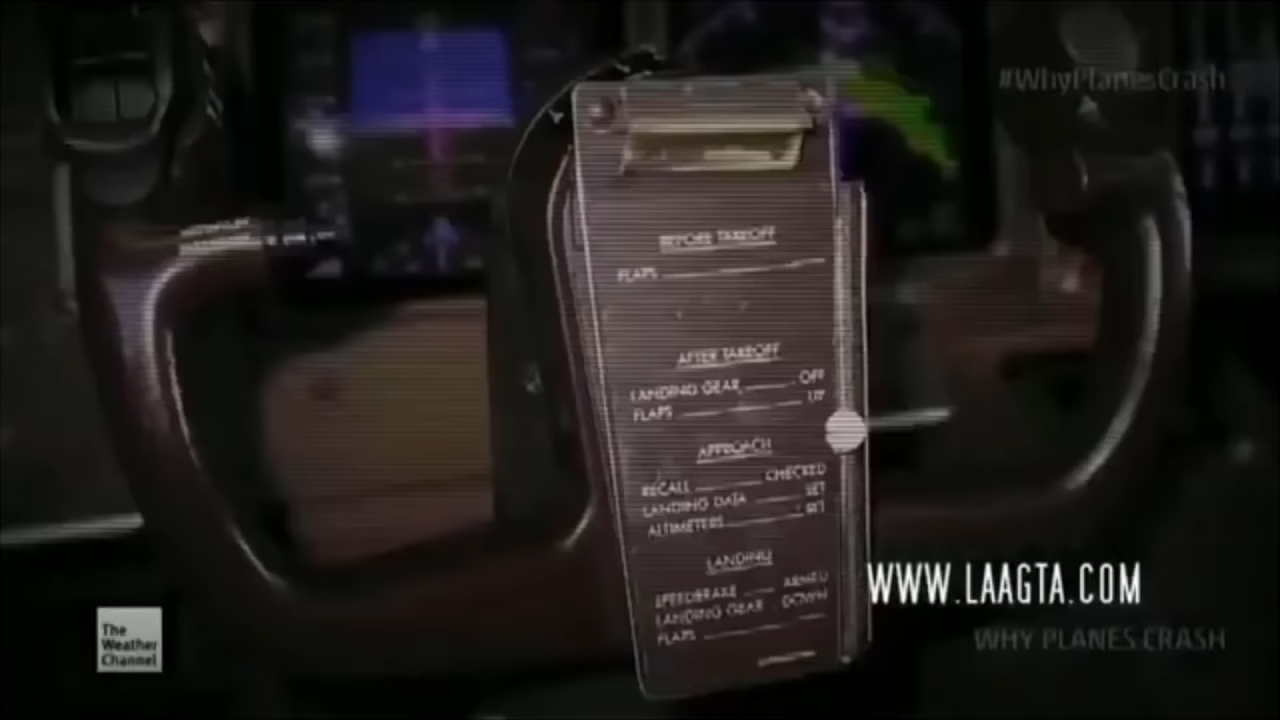 #WhyPlanesCrash
BEFORE TAKEOFF
FLAPS
AFTER TAKEOFF
LANDING GEAR OFF
FLAPS UP
APPROACH
RECALL CHECKED
LANDING DATA SET
ALTIMETERS SET
LANDING
SPEEDBRAKE ARMED
LANDING GEAR DOWN
FLAPS
WWW.LAAGTA.COM
The
Weather
Channel
WHY PLANES CRASH